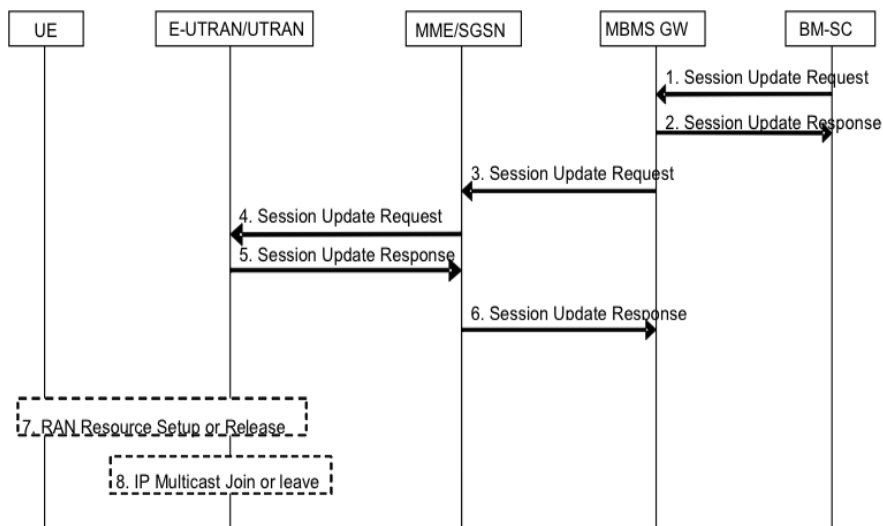 UE
E-UTRAN/UTRAN
MME/SGSN
MBMS GW
BM-SC
1. Session Update Request
2. Session Update Response
3. Session Update Request
4. Session Update Request
5. Session Update Response
6. Session Update Response
7. RAN Resource Setup or Release
8. IP Multicast Join or leave